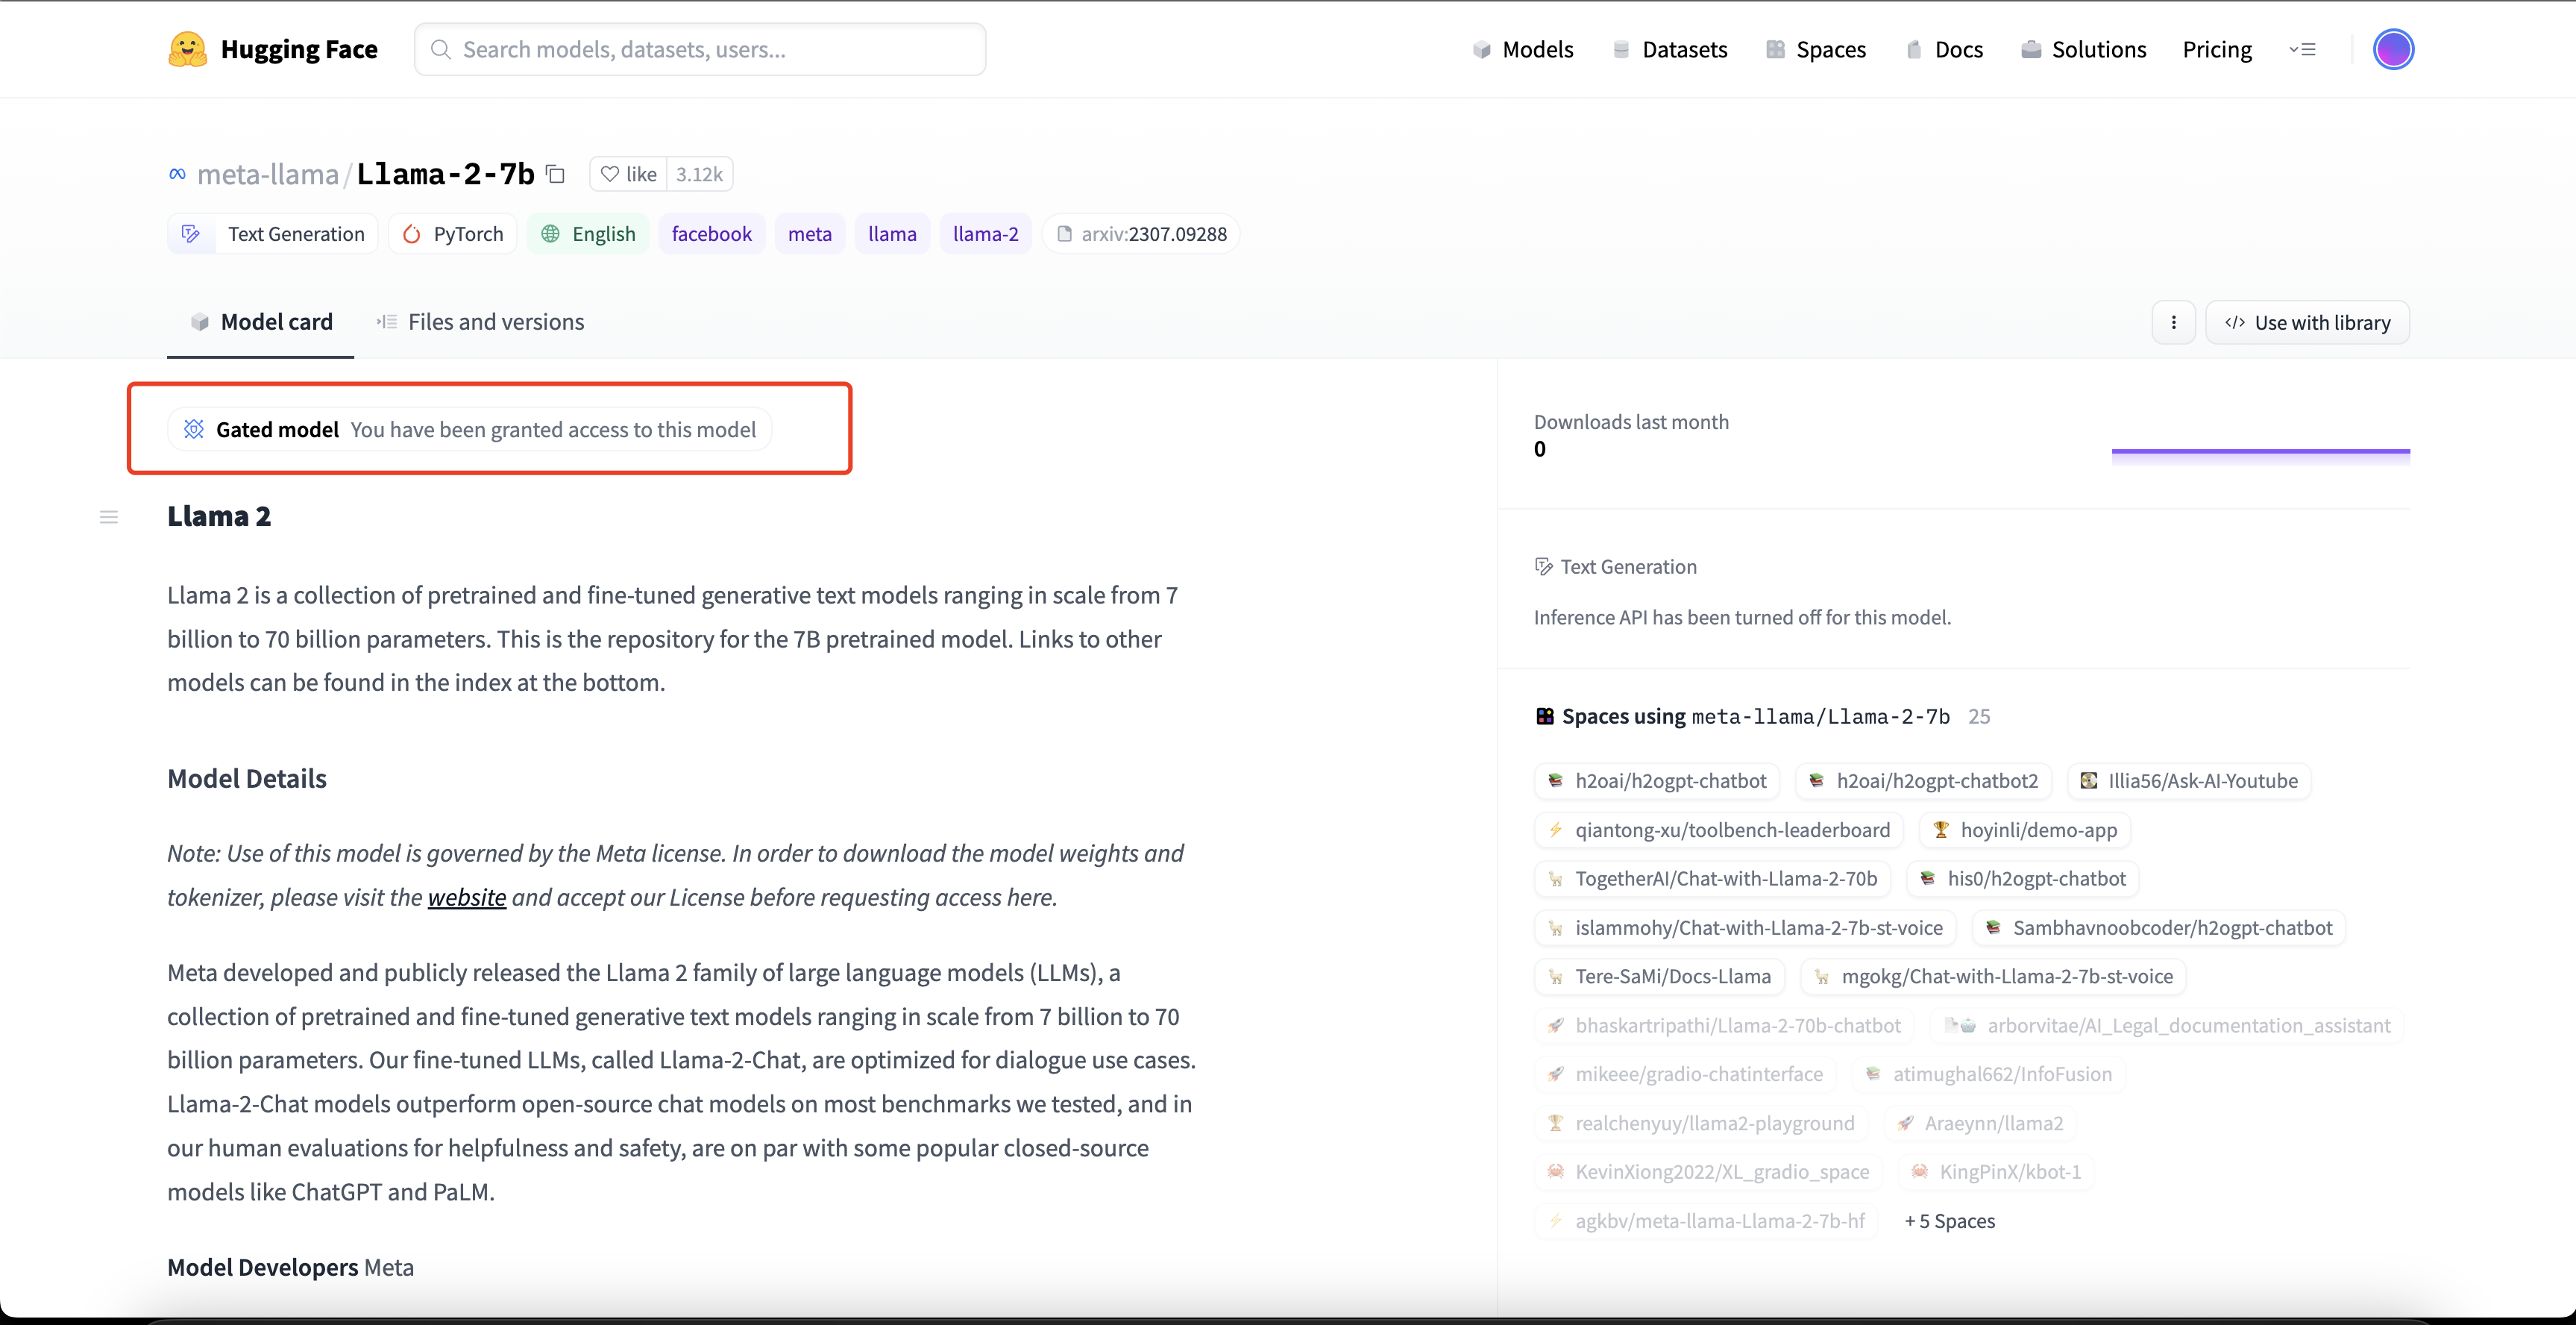 Hugging Face
Search models, datasets, users...
Models
Datasets
Spaces
Docs
Solutions
Pricing
meta-llama/Llama-2-7b
like 3.12k
Text Generation
PyTorch
English
facebook
meta
llama
llama-2
arxiv:2307.09288
Model card
Files and versions
</> Use with library
Gated model You have been granted access to this model
Llama 2
Llama 2 is a collection of pretrained and fine-tuned generative text models ranging in scale from 7
billion to 70 billion parameters. This is the repository for the 7B pretrained model. Links to other
models can be found in the index at the bottom.
Model Details
Note: Use of this model is governed by the Meta license. In order to download the model weights and
tokenizer, please visit the website and accept our License before requesting access here.
Meta developed and publicly released the Llama 2 family of large language models (LLMs), a
collection of pretrained and fine-tuned generative text models ranging in scale from 7 billion to 70
billion parameters. Our fine-tuned LLMs, called Llama-2-Chat, are optimized for dialogue use cases.
Llama-2-Chat models outperform open-source chat models on most benchmarks we tested, and in
our human evaluations for helpfulness and safety, are on par with some popular closed-source
models like ChatGPT and PaLM.
Model Developers Meta
Downloads last month
0
Text Generation
Inference API has been turned off for this model.
Spaces using meta-llama/Llama-2-7b 25
h2oai/h2ogpt-chatbot
h2oai/h2ogpt-chatbot2
Illia56/Ask-AI-Youtube
qiantong-xu/toolbench-leaderboard
hoyinli/demo-app
TogetherAI/Chat-with-Llama-2-70b
his0/h2ogpt-chatbot
islammohy/Chat-with-Llama-2-7b-st-voice
Sambhavnoobcoder/h2ogpt-chatbot
Tere-SaMi/Docs-Llama
mgokg/Chat-with-Llama-2-7b-st-voice
bhaskartripathi/Llama-2-70b-chatbot
arborvitae/AI_Legal_documentation_assistant
mikeee/gradio-chatinterface
atimughal662/InfoFusion
realchenyuy/llama2-playground
Araeynn/llama2
KevinXiong2022/XL_gradio_space
KingPinX/kbot-1
agkbv/meta-llama-Llama-2-7b-hf
+ 5 Spaces